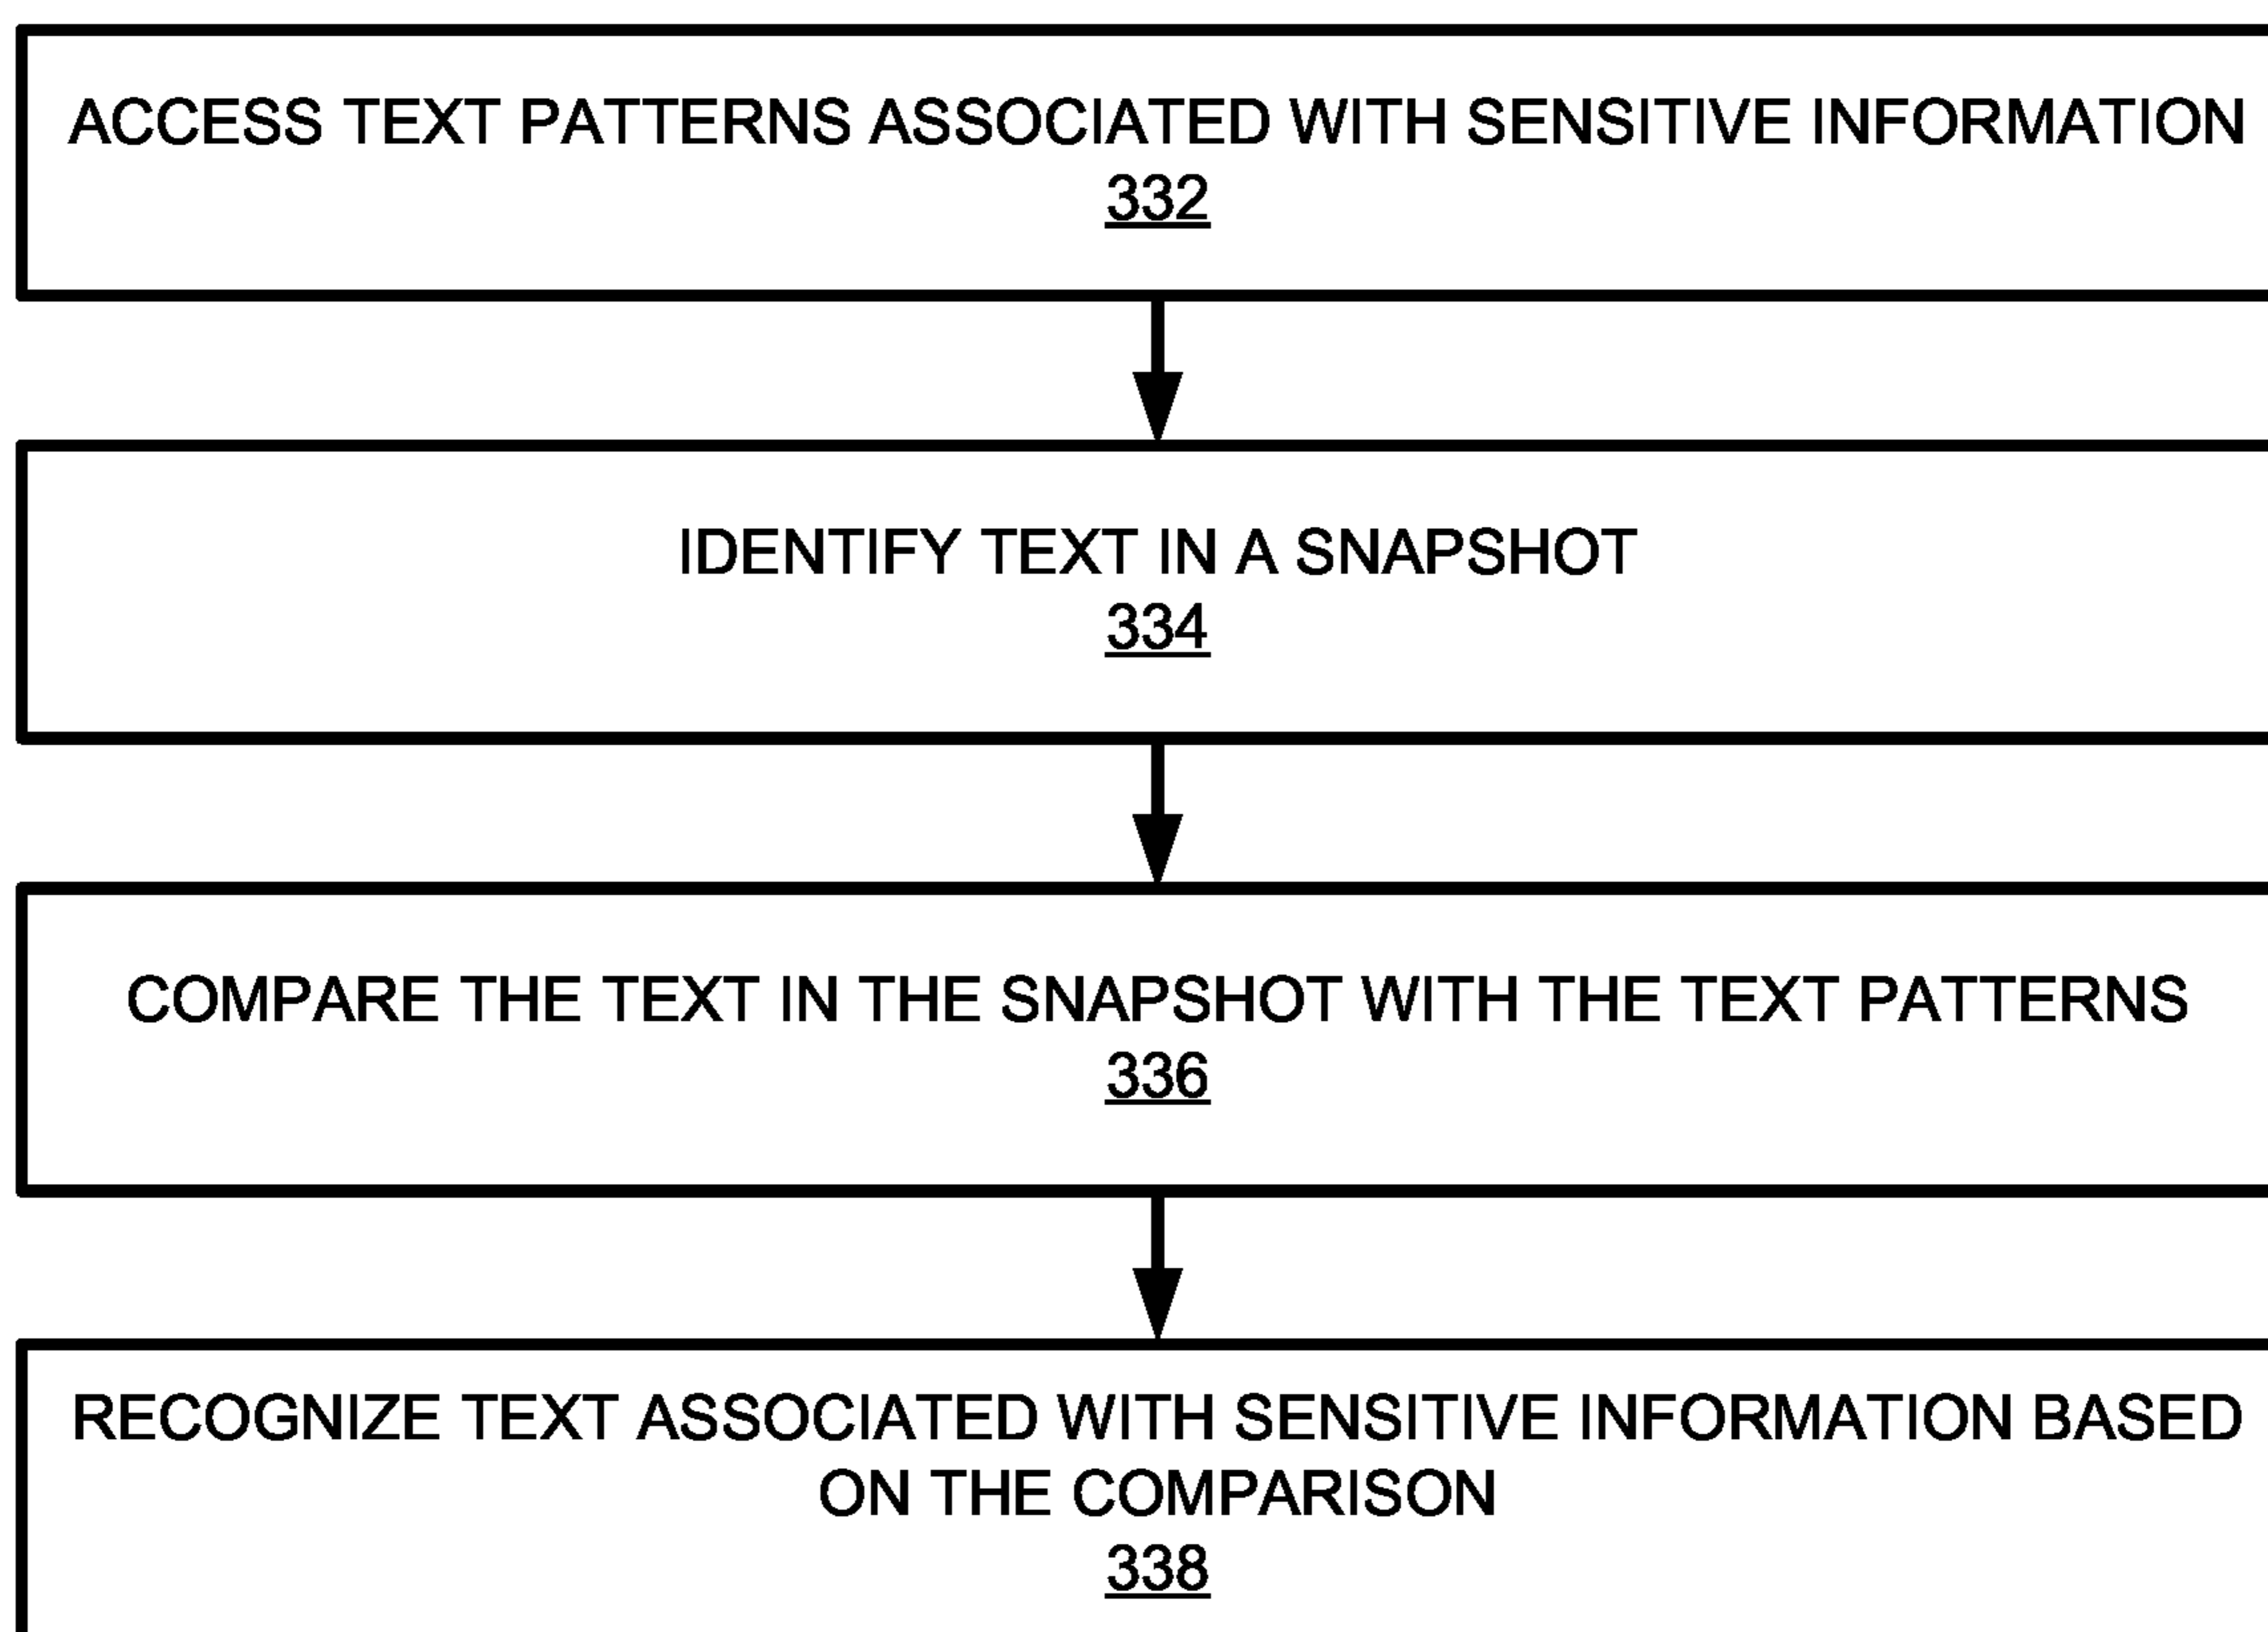 ACCESS TEXT PATTERNS ASSOCIATED WITH SENSITIVE INFORMATION
332
IDENTIFY TEXT IN A SNAPSHOT
334
COMPARE THE TEXT IN THE SNAPSHOT WITH THE TEXT PATTERNS
336
RECOGNIZE TEXT ASSOCIATED WITH SENSITIVE INFORMATION BASED
ON THE COMPARISON
338